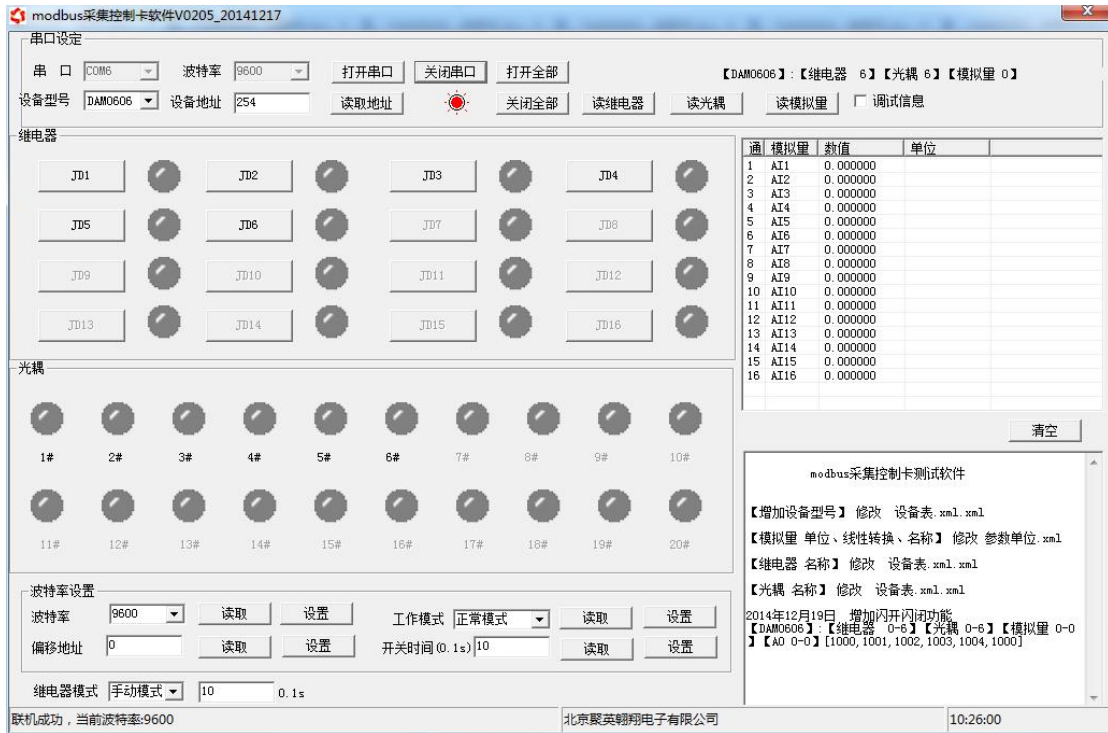 modbus采集控制卡软件V0205_20141217
串口设定
串 口 COM6 波特率 9600 打开串口 关闭串口 打开全部 【DAM0606】:【继电器 6】【光耦 6】【模拟量 0】
设备型号 DAM0606 设备地址 254 读取地址 关闭全部 读继电器 读光耦 读模拟量 调试信息
继电器
JD1 JD2 JD3 JD4
JD5 JD6 JD7 JD8
JD9 JD10 JD11 JD12
JD13 JD14 JD15 JD16
通 模拟量 数值 单位
1 AI1 0.000000
2 AI2 0.000000
3 AI3 0.000000
4 AI4 0.000000
5 AI5 0.000000
6 AI6 0.000000
7 AI7 0.000000
8 AI8 0.000000
9 AI9 0.000000
10 AI10 0.000000
11 AI11 0.000000
12 AI12 0.000000
13 AI13 0.000000
14 AI14 0.000000
15 AI15 0.000000
16 AI16 0.000000
清空
光耦
1# 2# 3# 4# 5# 6# 7# 8# 9# 10#
11# 12# 13# 14# 15# 16# 17# 18# 19# 20#
modbus采集控制卡测试软件
【增加设备型号】 修改 设备表.xml.xml
【模拟量 单位、线性转换、名称】 修改 参数单位.xml
【继电器 名称】 修改 设备表.xml.xml
【光耦 名称】 修改 设备表.xml.xml
2014年12月19日 增加闪开闪闭功能
【DAM0606】:【继电器 0-6】【光耦 0-6】【模拟量 0-0
】【AO 0-0】[1000,1001,1002,1003,1004,1000]
波特率设置
波特率 9600 读取 设置 工作模式 正常模式 读取 设置
偏移地址 0 读取 设置 开关时间(0.1s) 10 读取 设置
继电器模式 手动模式 10 0.1s
联机成功，当前波特率:9600 北京聚英翱翔电子有限公司 10:26:00